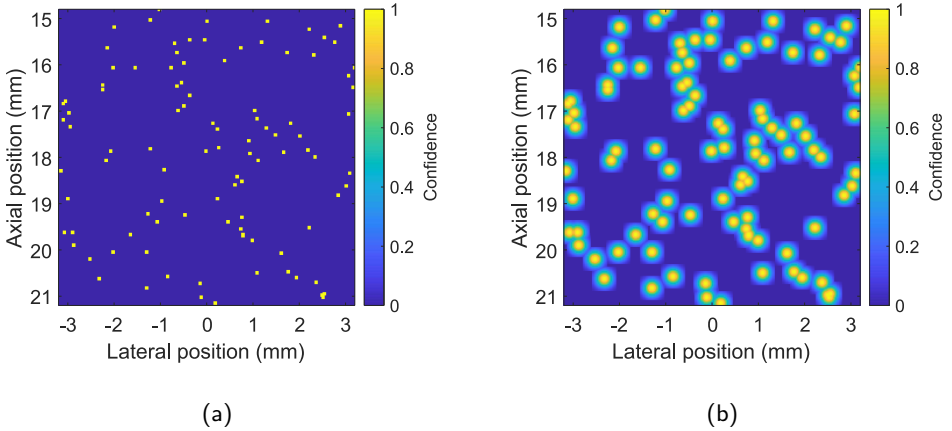 15
16
17
18
19
20
21
-3 -2 -1 0 1 2 3
Axial position (mm)
Lateral position (mm)
1
0.8
0.6
0.4
0.2
0
Confidence
(a)
15
16
17
18
19
20
21
-3 -2 -1 0 1 2 3
Axial position (mm)
Lateral position (mm)
1
0.8
0.6
0.4
0.2
0
Confidence
(b)